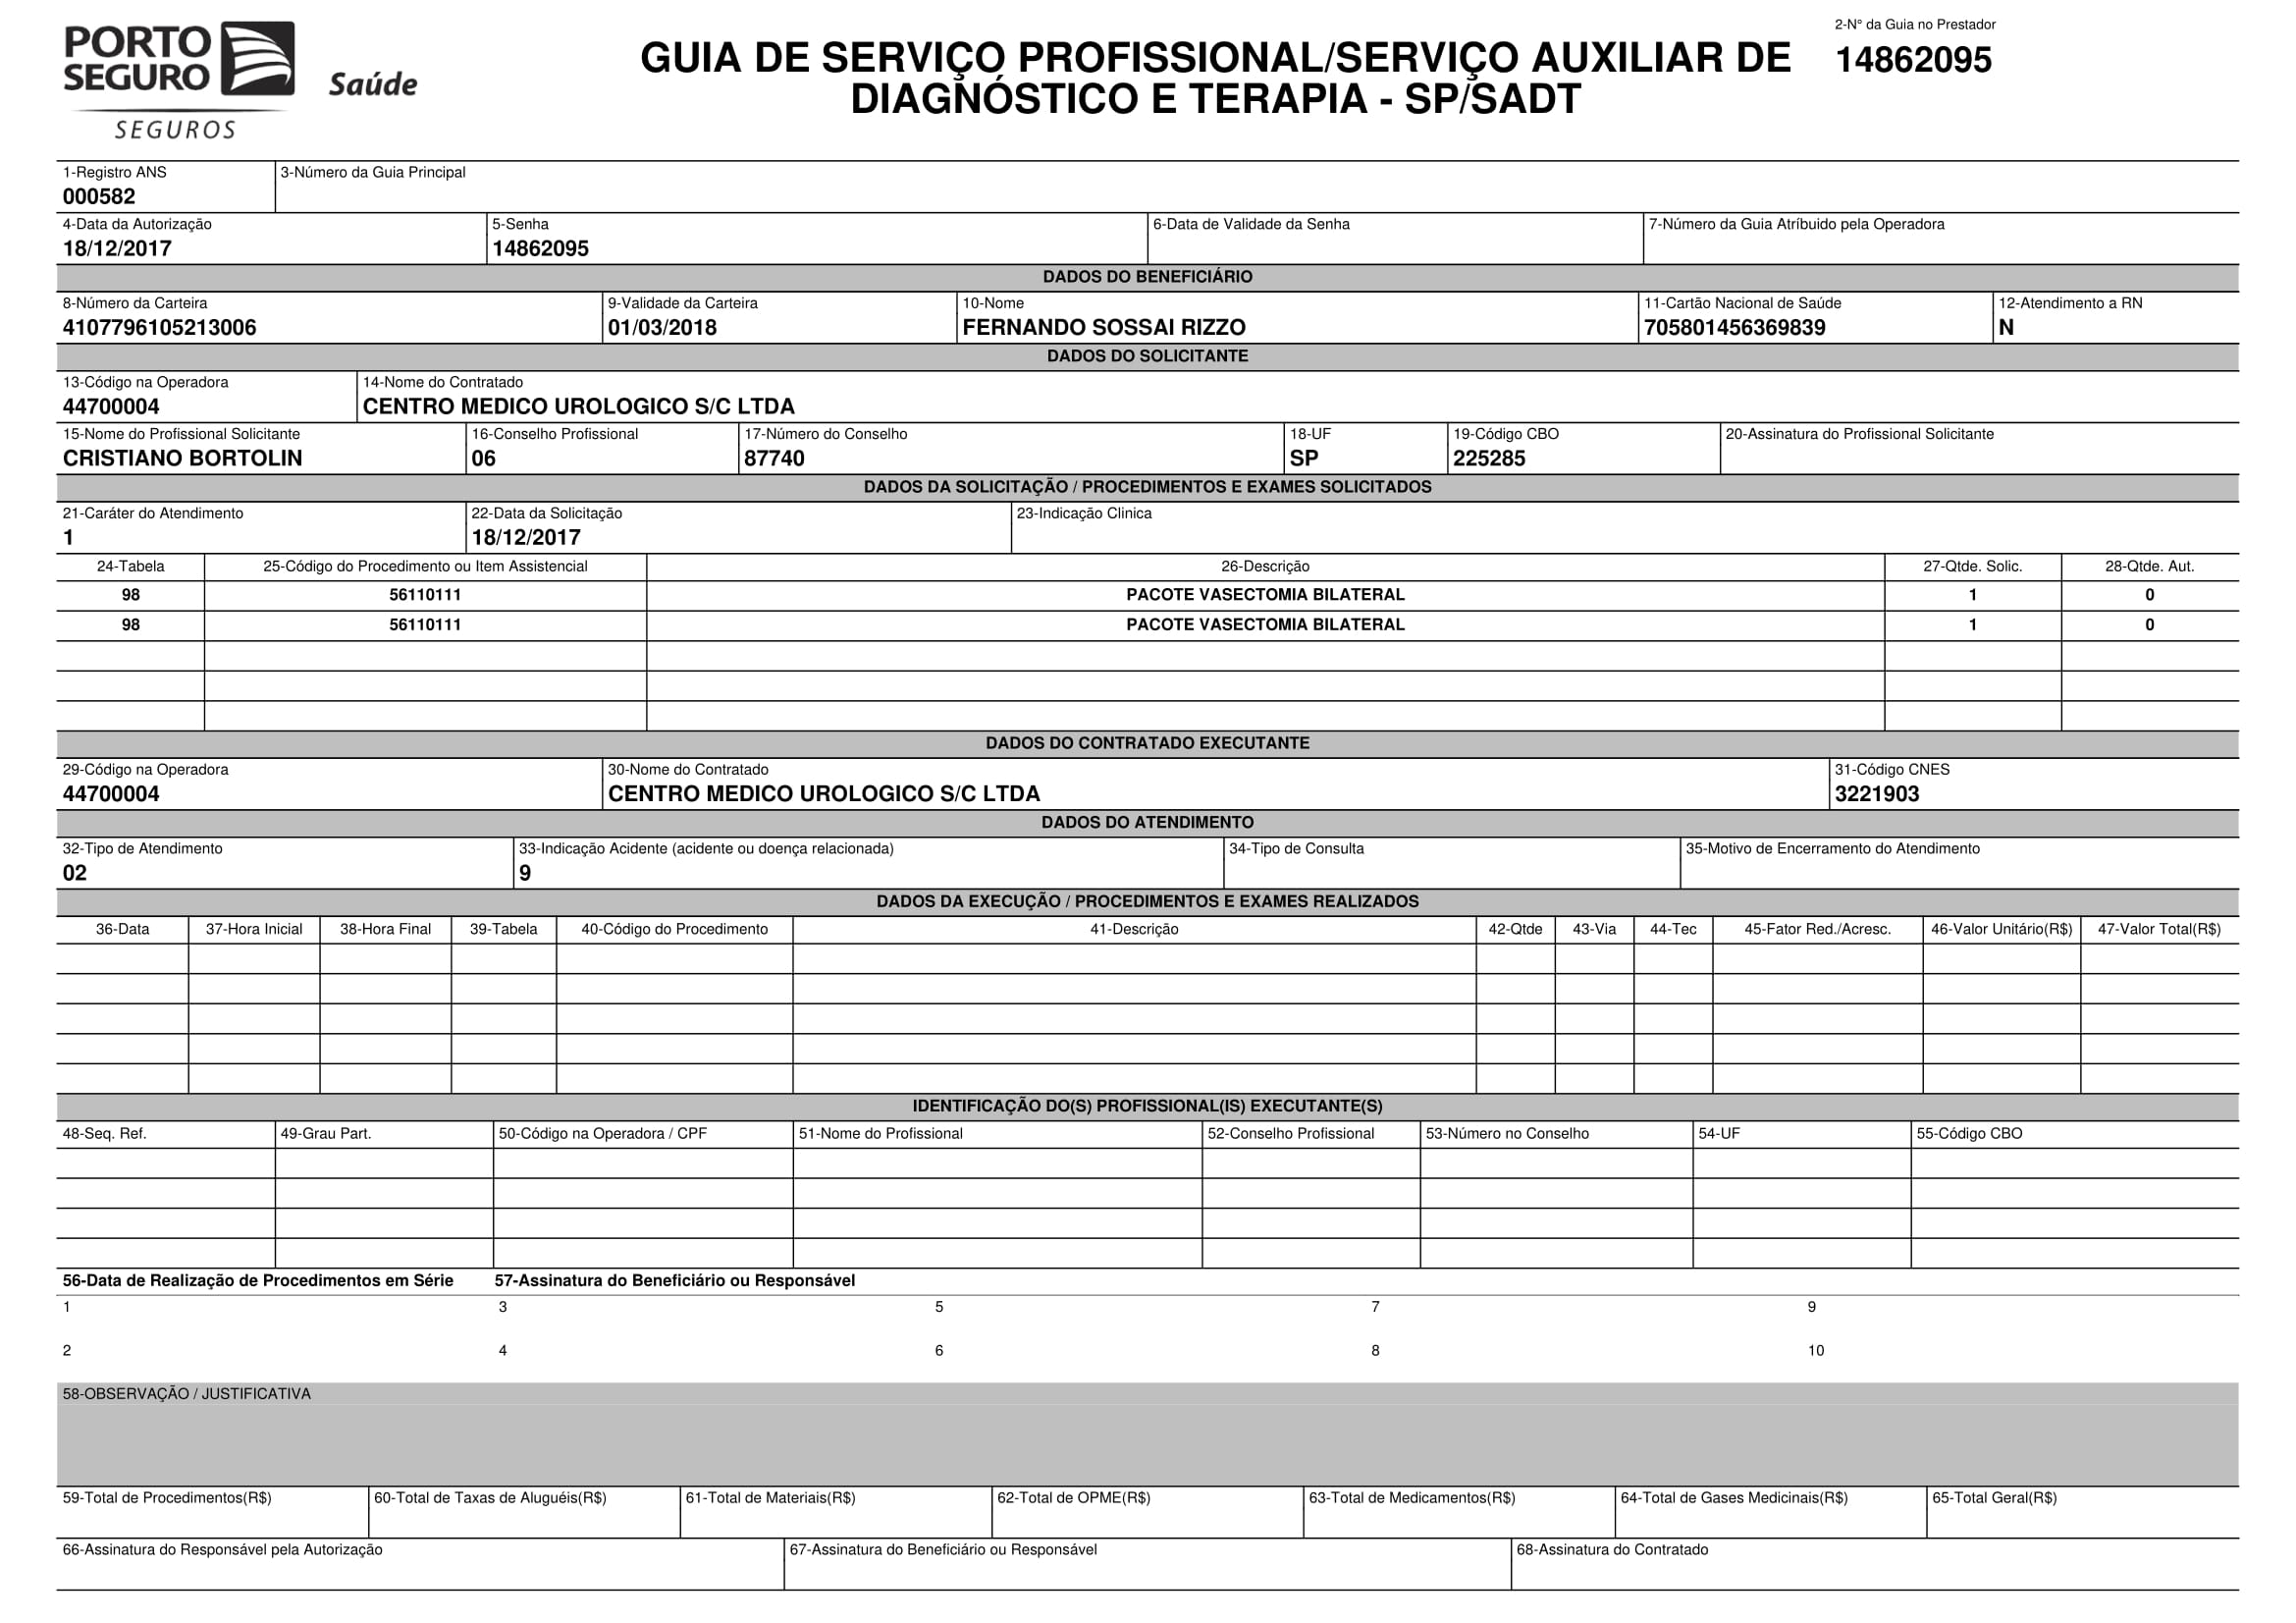 PORTO
SEGURO
SEGUROS
Saúde
GUIA DE SERVIÇO PROFISSIONAL/SERVIÇO AUXILIAR DE
DIAGNÓSTICO E TERAPIA - SP/SADT
2-N° da Guia no Prestador
14862095
1-Registro ANS 3-Número da Guia Principal
000582
4-Data da Autorização 5-Senha 6-Data de Validade da Senha 7-Número da Guia Atríbuido pela Operadora
18/12/2017 14862095
DADOS DO BENEFICIÁRIO
8-Número da Carteira 9-Validade da Carteira 10-Nome 11-Cartão Nacional de Saúde 12-Atendimento a RN
4107796105213006 01/03/2018 FERNANDO SOSSAI RIZZO 705801456369839 N
DADOS DO SOLICITANTE
13-Código na Operadora 14-Nome do Contratado
44700004 CENTRO MEDICO UROLOGICO S/C LTDA
15-Nome do Profissional Solicitante 16-Conselho Profissional 17-Número do Conselho 18-UF 19-Código CBO 20-Assinatura do Profissional Solicitante
CRISTIANO BORTOLIN 06 87740 SP 225285
DADOS DA SOLICITAÇÃO / PROCEDIMENTOS E EXAMES SOLICITADOS
21-Caráter do Atendimento 22-Data da Solicitação 23-Indicação Clinica
1 18/12/2017
24-Tabela 25-Código do Procedimento ou Item Assistencial 26-Descrição 27-Qtde. Solic. 28-Qtde. Aut.
98 56110111 PACOTE VASECTOMIA BILATERAL 1 0
98 56110111 PACOTE VASECTOMIA BILATERAL 1 0
DADOS DO CONTRATADO EXECUTANTE
29-Código na Operadora 30-Nome do Contratado 31-Código CNES
44700004 CENTRO MEDICO UROLOGICO S/C LTDA 3221903
DADOS DO ATENDIMENTO
32-Tipo de Atendimento 33-Indicação Acidente (acidente ou doença relacionada) 34-Tipo de Consulta 35-Motivo de Encerramento do Atendimento
02 9
DADOS DA EXECUÇÃO / PROCEDIMENTOS E EXAMES REALIZADOS
36-Data 37-Hora Inicial 38-Hora Final 39-Tabela 40-Código do Procedimento 41-Descrição 42-Qtde 43-Via 44-Tec 45-Fator Red./Acresc. 46-Valor Unitário(R$) 47-Valor Total(R$)
IDENTIFICAÇÃO DO(S) PROFISSIONAL(IS) EXECUTANTE(S)
48-Seq. Ref. 49-Grau Part. 50-Código na Operadora / CPF 51-Nome do Profissional 52-Conselho Profissional 53-Número no Conselho 54-UF 55-Código CBO
56-Data de Realização de Procedimentos em Série 57-Assinatura do Beneficiário ou Responsável
1 3 5 7 9
2 4 6 8 10
58-OBSERVAÇÃO / JUSTIFICATIVA
59-Total de Procedimentos(R$) 60-Total de Taxas de Aluguéis(R$) 61-Total de Materiais(R$) 62-Total de OPME(R$) 63-Total de Medicamentos(R$) 64-Total de Gases Medicinais(R$) 65-Total Geral(R$)
66-Assinatura do Responsável pela Autorização 67-Assinatura do Beneficiário ou Responsável 68-Assinatura do Contratado